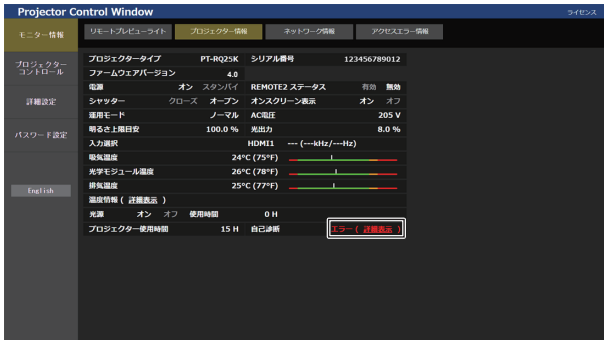 Projector Control Window ライセンス
モニター情報 リモートプレビューライト プロジェクター情報 ネットワーク情報 アクセスエラー情報
プロジェクター
コントロール
詳細設定
パスワード設定
English
プロジェクタータイプ PT-RQ25K シリアル番号 123456789012
ファームウェアバージョン 4.0
電源 オン スタンバイ REMOTE2 ステータス 有効 無効
シャッター クローズ オープン オンスクリーン表示 オン オフ
運用モード ノーマル AC電圧 205 V
明るさ上限目安 100.0 % 光出力 8.0 %
入力選択 HDMI1 --- (---kHz/---Hz)
吸気温度 24°C (75°F)
光学モジュール温度 26°C (78°F)
排気温度 25°C (77°F)
温度情報 ( 詳細表示 )
光源 オン オフ 使用時間 0 H
プロジェクター使用時間 15 H 自己診断 エラー ( 詳細表示 )